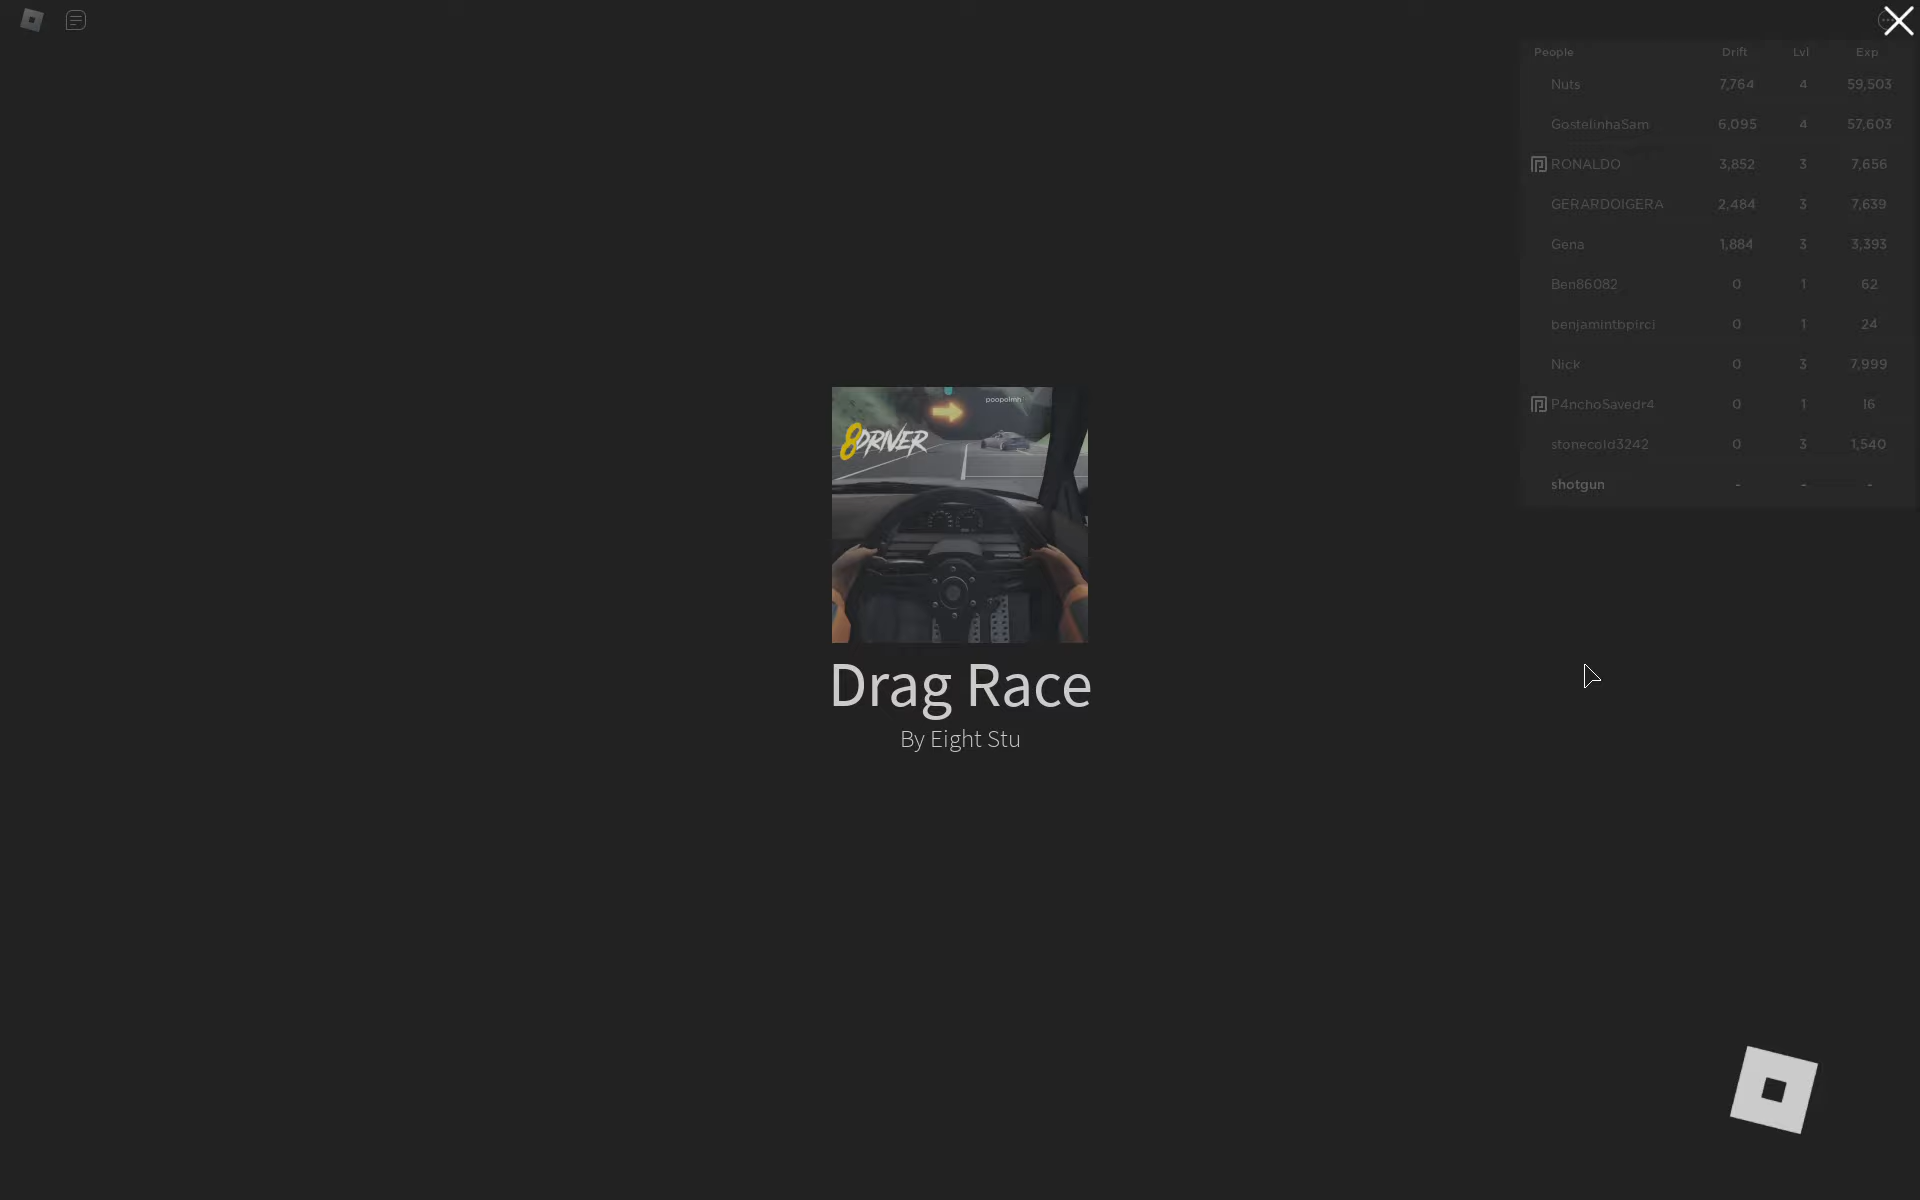 People Drift Lvl Exp
Nuts 7,764 4 59,503
GostelinhaSam 6,095 4 57,603
RONALDO 3,852 3 7,656
GERARDOIGERA 2,484 3 7,639
Gena 1,884 3 3,393
Ben86082 0 1 62
benjamintbpirci 0 1 24
Nick 0 3 7,999
P4nchoSavedr4 0 1 16
stonecold3242 0 3 1,540
shotgun - - -
poopoimh
8DRIVER
Drag Race
By Eight Stu